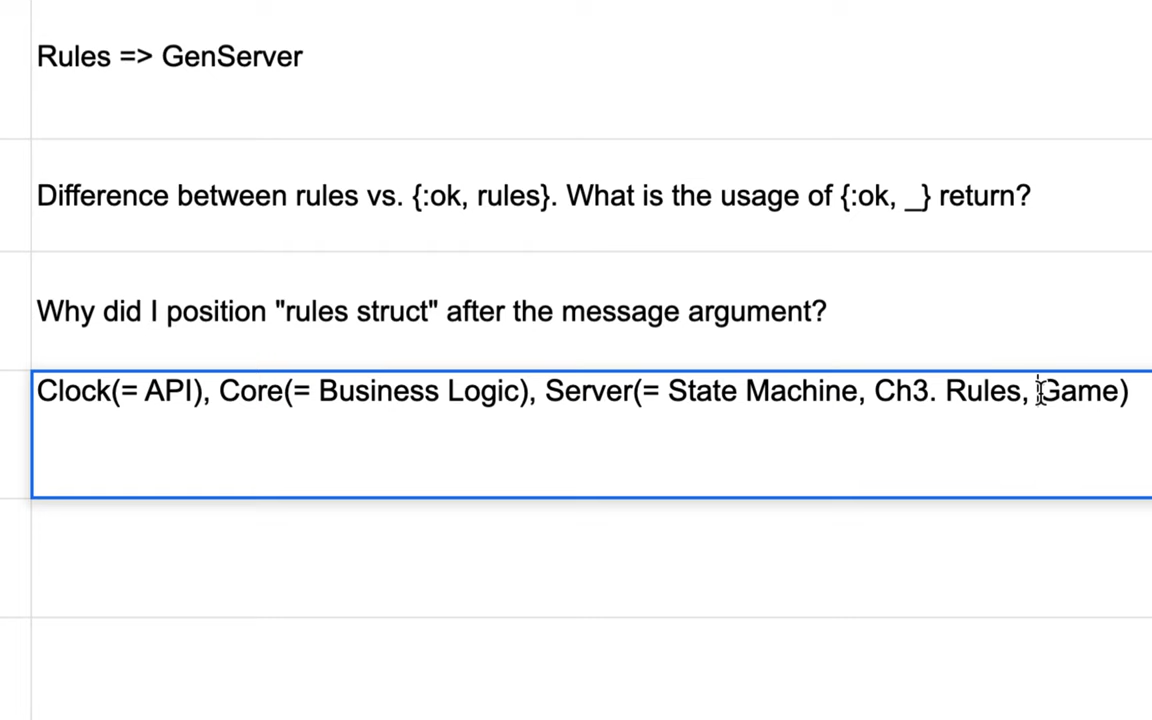 Rules => GenServer
Difference between rules vs. {:ok, rules}. What is the usage of {:ok, _} return?
Why did I position "rules struct" after the message argument?
Clock(= API), Core(= Business Logic), Server(= State Machine, Ch3. Rules, Game)